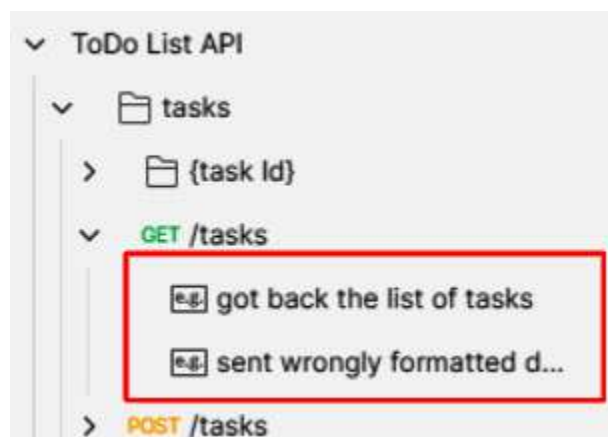 ToDo List API
tasks
{task Id}
GET /tasks
e.g. got back the list of tasks
e.g. sent wrongly formatted d...
POST /tasks